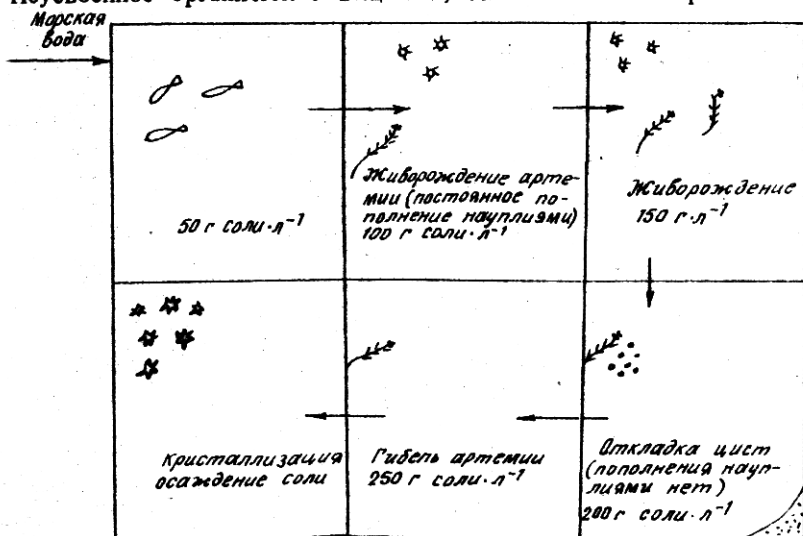 Морская
вода
50 г соли·л⁻¹
Живорождение арте-
мии (постоянное по-
полнение науплиями)
100 г соли·л⁻¹
Живорождение
150 г·л⁻¹
Кристаллизация
осаждение соли
Гибель артемии
250 г соли·л⁻¹
Откладка цист
(пополнения науп-
лиями нет)
200 г соли·л⁻¹